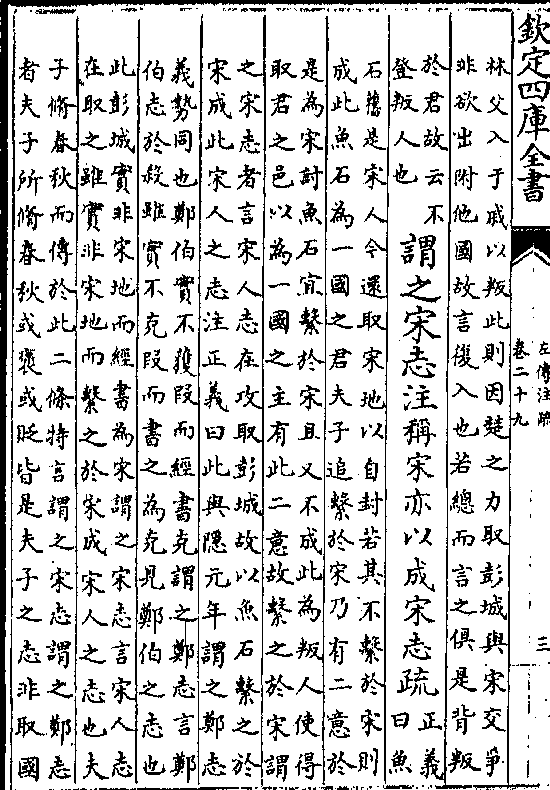 欽定四庫全書
左傳注疏
卷二十九
三
林父入于戚以叛此則因楚之力取彭城與宋交爭
非欲出附他國故言復入也若總而言之俱是背叛
於君故云不
登叛人也
謂之宋志注稱宋亦以成宋志疏
正義
曰魚
石舊是宋人今還取宋地以自封若其不繫於宋則
成此魚石為一國之君夫子追繫於宋乃有二意於
是為宋討魚石宜繫於宋且又不成此為叛人使得
取君之邑以為一國之主有此二意故繫之於宋謂
之宋志者言宋人志在攻取彭城故以魚石繫之於
宋成此宋人之志注正義曰此與隱元年謂之鄭志
義勢同也鄭伯實不獲段而經書克謂之鄭志言鄭
伯志於殺雖實不克段而書之為克見鄭伯之志也
此彭城實非宋地而經書為宋謂之宋志言宋人志
在取之雖實非宋地而繫之於宋成宋人之志也夫
子脩春秋而傳於此二條特言謂之宋志謂之鄭志
者夫子所脩春秋或褒或貶皆是夫子之志非取國